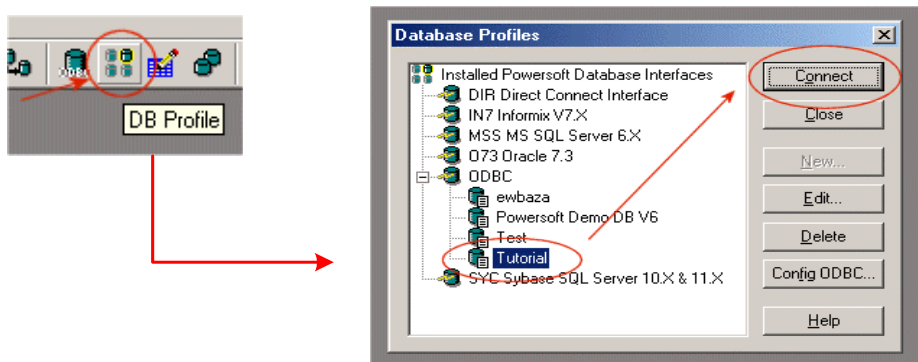 ODBC
DB Profile
Database Profiles
Installed Powersoft Database Interfaces
DIR Direct Connect Interface
IN7 Informix V7.X
MSS MS SQL Server 6.X
O73 Oracle 7.3
ODBC
ewbaza
Powersoft Demo DB V6
Test
Tutorial
SYC Sybase SQL Server 10.X & 11.X
Connect
Close
New...
Edit...
Delete
Config ODBC...
Help